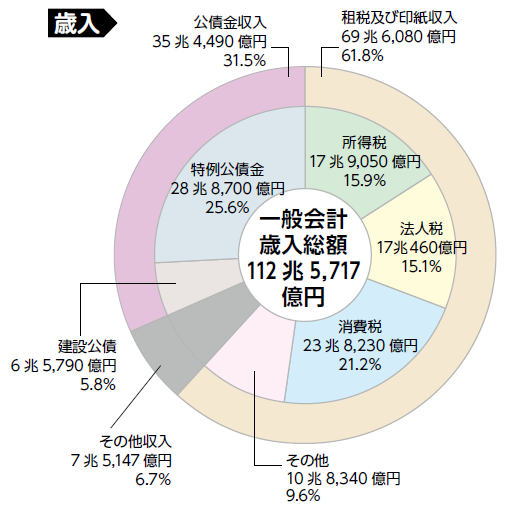 歳入
公債金収入
35 兆 4,490 億円
31.5%
租税及び印紙収入
69 兆 6,080 億円
61.8%
所得税
17 兆 9,050 億円
15.9%
特例公債金
28 兆 8,700 億円
25.6%
法人税
17兆460億円
15.1%
一般会計
歳入総額
112 兆 5,717
億円
消費税
23 兆 8,230 億円
21.2%
建設公債
6 兆 5,790 億円
5.8%
その他収入
7 兆 5,147 億円
6.7%
その他
10 兆 8,340 億円
9.6%